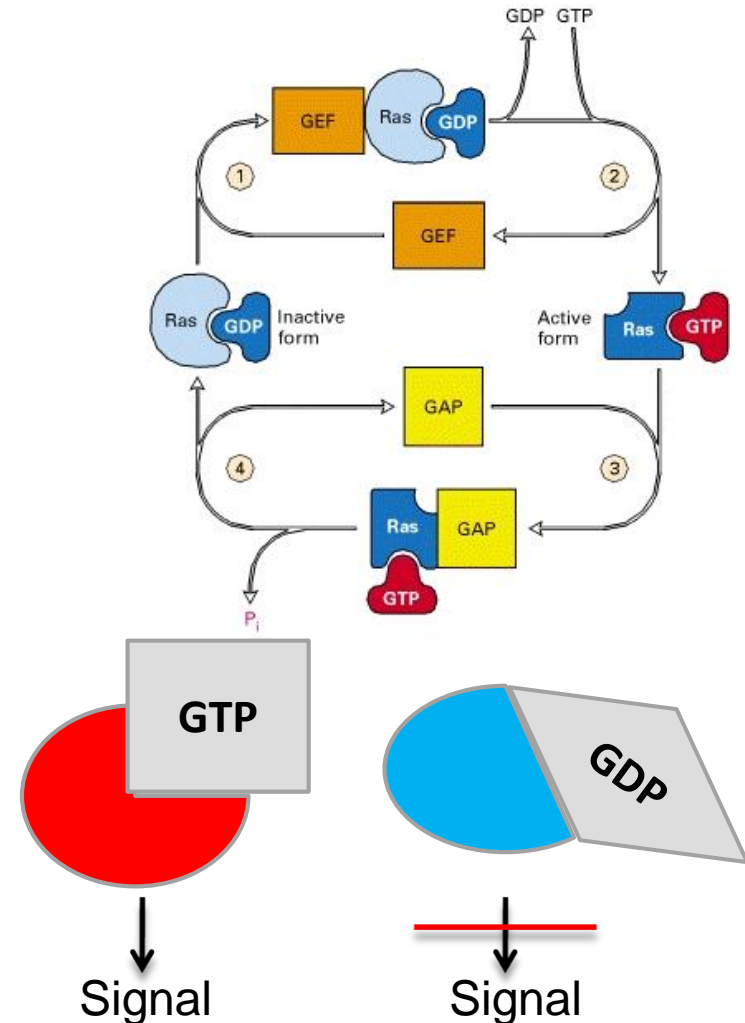 GDP GTP
GEF Ras GDP
1
2
GEF
Ras GDP
Inactive
form
Active
form
Ras GTP
GAP
4
3
Ras GAP
GTP
Pi
GTP
GDP
Signal
Signal